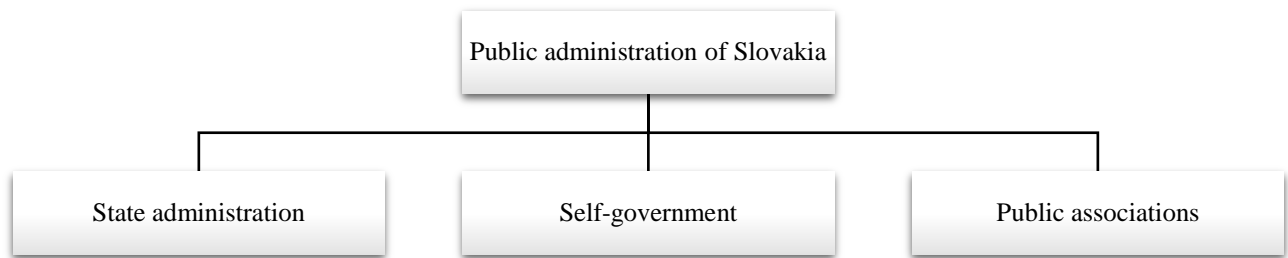 Public administration of Slovakia
State administration
Self-government
Public associations